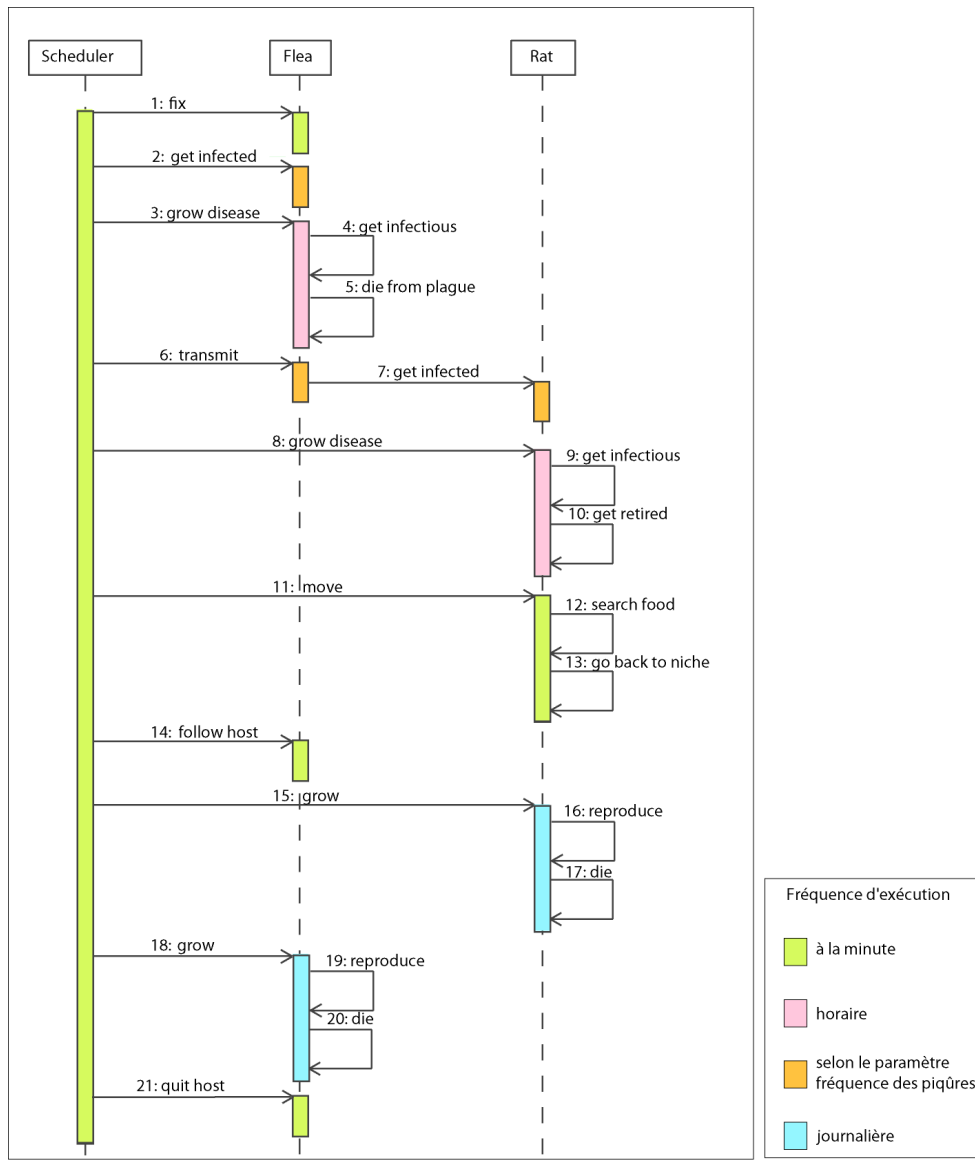 Scheduler
Flea
Rat
1: fix
2: get infected
3: grow disease
4: get infectious
5: die from plague
6: transmit
7: get infected
8: grow disease
9: get infectious
10: get retired
11: move
12: search food
13: go back to niche
14: follow host
15: grow
16: reproduce
17: die
18: grow
19: reproduce
20: die
21: quit host
Fréquence d'exécution
à la minute
horaire
selon le paramètre
fréquence des piqûres
journalière